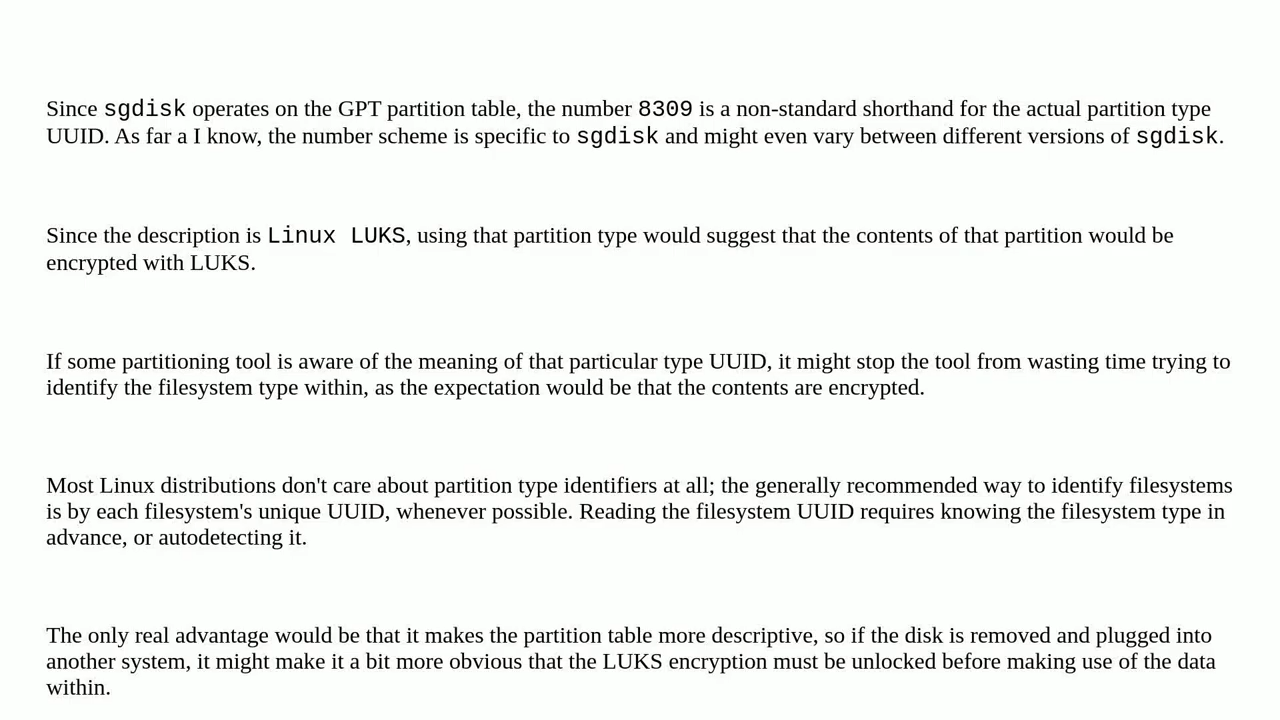 Since sgdisk operates on the GPT partition table, the number 8309 is a non-standard shorthand for the actual partition type
UUID. As far a I know, the number scheme is specific to sgdisk and might even vary between different versions of sgdisk.
Since the description is Linux LUKS, using that partition type would suggest that the contents of that partition would be
encrypted with LUKS.
If some partitioning tool is aware of the meaning of that particular type UUID, it might stop the tool from wasting time trying to
identify the filesystem type within, as the expectation would be that the contents are encrypted.
Most Linux distributions don't care about partition type identifiers at all; the generally recommended way to identify filesystems
is by each filesystem's unique UUID, whenever possible. Reading the filesystem UUID requires knowing the filesystem type in
advance, or autodetecting it.
The only real advantage would be that it makes the partition table more descriptive, so if the disk is removed and plugged into
another system, it might make it a bit more obvious that the LUKS encryption must be unlocked before making use of the data
within.